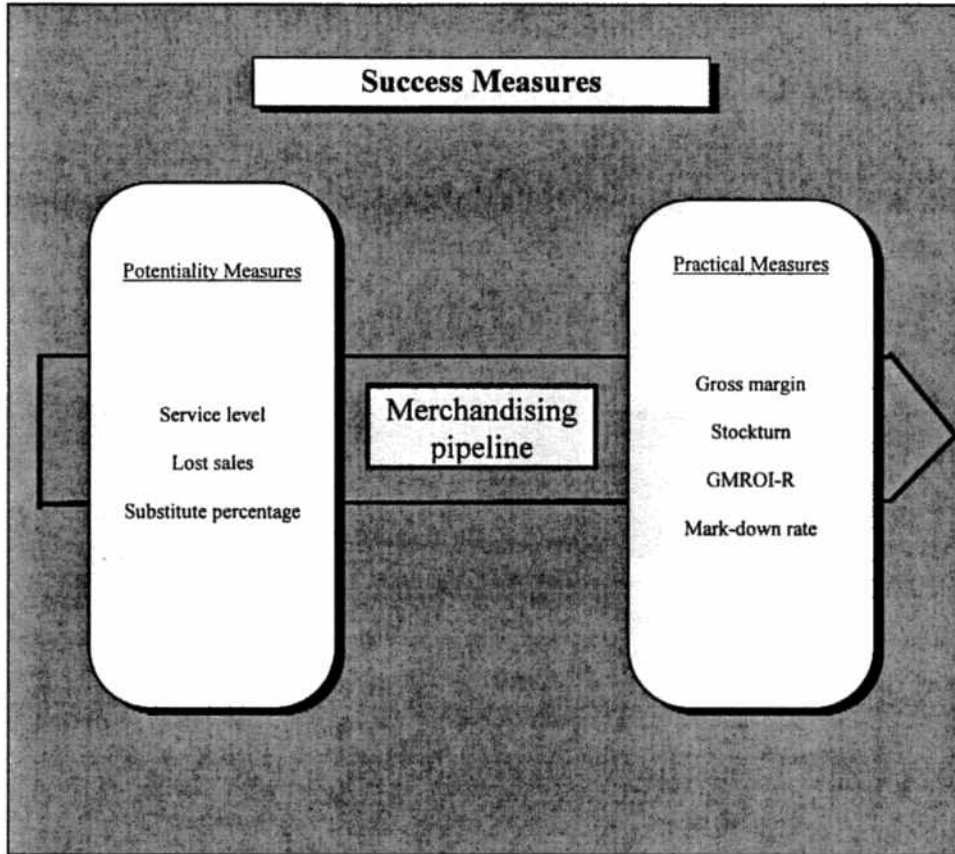 Success Measures
Potentiality Measures
Service level
Lost sales
Substitute percentage
Merchandising
pipeline
Practical Measures
Gross margin
Stockturn
GMROI-R
Mark-down rate